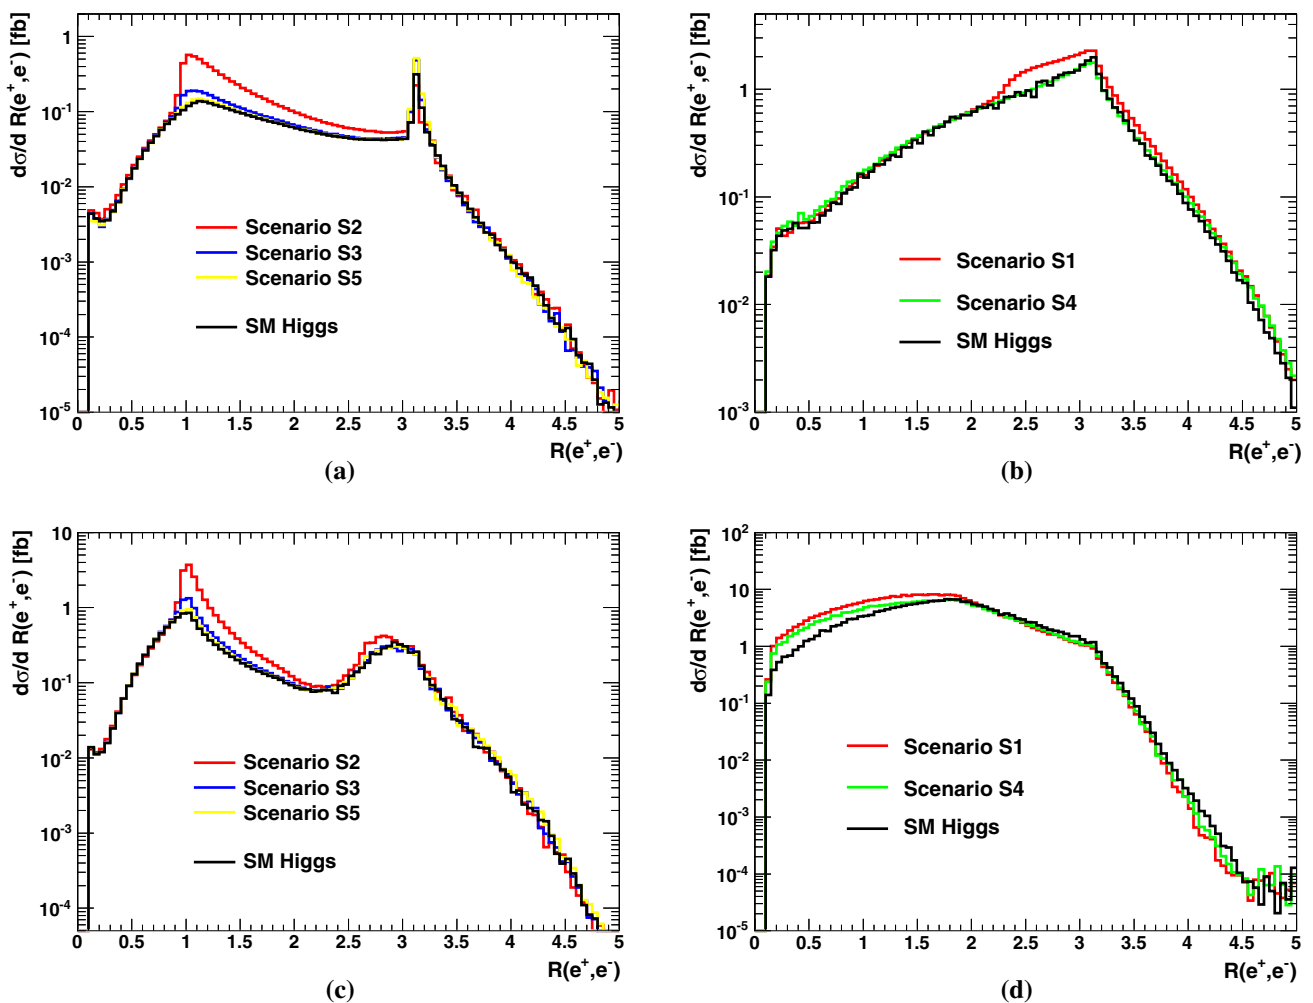 dσ/d R(e⁺,e⁻) [fb]
1
10⁻¹
10⁻²
10⁻³
10⁻⁴
10⁻⁵
Scenario S2
Scenario S3
Scenario S5
SM Higgs
0 0.5 1 1.5 2 2.5 3 3.5 4 4.5 5
R(e⁺,e⁻)
(a)
dσ/d R(e⁺,e⁻) [fb]
1
10⁻¹
10⁻²
10⁻³
Scenario S1
Scenario S4
SM Higgs
0 0.5 1 1.5 2 2.5 3 3.5 4 4.5 5
R(e⁺,e⁻)
(b)
dσ/d R(e⁺,e⁻) [fb]
10
1
10⁻¹
10⁻²
10⁻³
10⁻⁴
Scenario S2
Scenario S3
Scenario S5
SM Higgs
0 0.5 1 1.5 2 2.5 3 3.5 4 4.5 5
R(e⁺,e⁻)
(c)
dσ/d R(e⁺,e⁻) [fb]
10²
10
1
10⁻¹
10⁻²
10⁻³
10⁻⁴
10⁻⁵
Scenario S1
Scenario S4
SM Higgs
0 0.5 1 1.5 2 2.5 3 3.5 4 4.5 5
R(e⁺,e⁻)
(d)